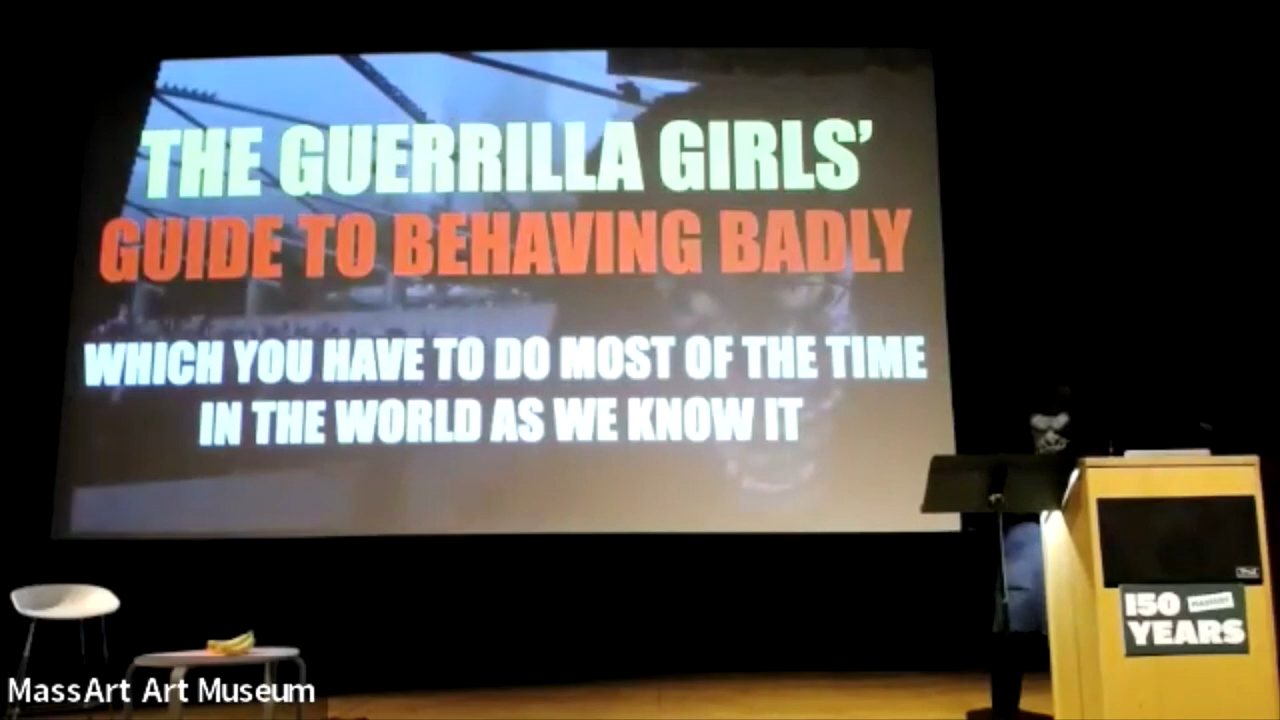 THE GUERRILLA GIRLS'
GUIDE TO BEHAVING BADLY
WHICH YOU HAVE TO DO MOST OF THE TIME
IN THE WORLD AS WE KNOW IT
150
YEARS
MassArt Art Museum